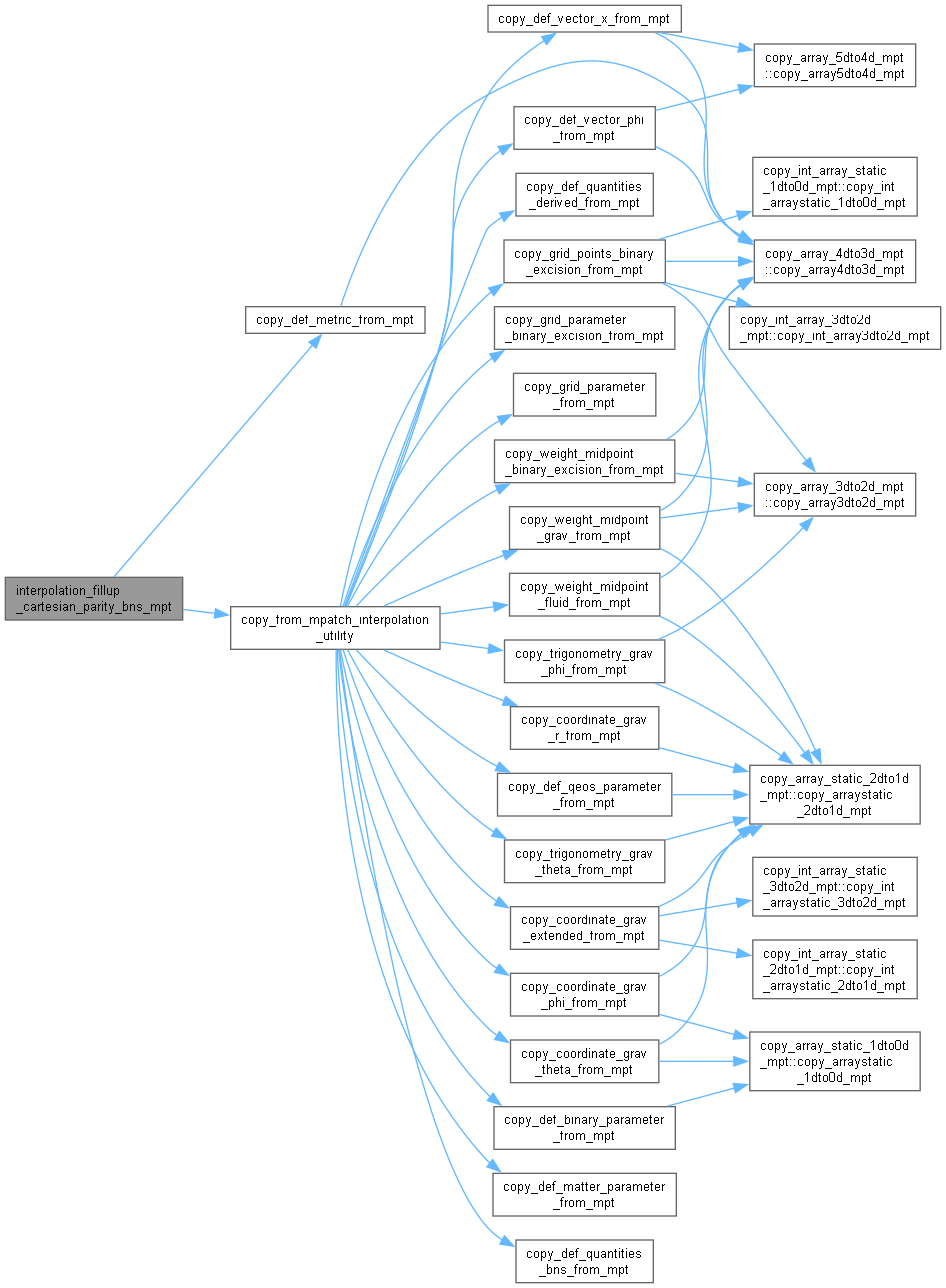 interpolation_fillup
_cartesian_parity_bns_mpt
copy_def_metric_from_mpt
copy_from_mpatch_interpolation
_utility
copy_def_vector_x_from_mpt
copy_def_vector_phi
_from_mpt
copy_def_quantities
_derived_from_mpt
copy_grid_points_binary
_excision_from_mpt
copy_grid_parameter
_binary_excision_from_mpt
copy_grid_parameter
_from_mpt
copy_weight_midpoint
_binary_excision_from_mpt
copy_weight_midpoint
_grav_from_mpt
copy_weight_midpoint
_fluid_from_mpt
copy_trigonometry_grav
_phi_from_mpt
copy_coordinate_grav
_r_from_mpt
copy_def_qeos_parameter
_from_mpt
copy_trigonometry_grav
_theta_from_mpt
copy_coordinate_grav
_extended_from_mpt
copy_coordinate_grav
_phi_from_mpt
copy_coordinate_grav
_theta_from_mpt
copy_def_binary_parameter
_from_mpt
copy_def_matter_parameter
_from_mpt
copy_def_quantities
_bns_from_mpt
copy_array_5dto4d_mpt
::copy_array5dto4d_mpt
copy_int_array_static
_1dto0d_mpt::copy_int
_arraystatic_1dto0d_mpt
copy_array_4dto3d_mpt
::copy_array4dto3d_mpt
copy_int_array_3dto2d
_mpt::copy_int_array3dto2d_mpt
copy_array_3dto2d_mpt
::copy_array3dto2d_mpt
copy_array_static_2dto1d
_mpt::copy_arraystatic
_2dto1d_mpt
copy_int_array_static
_3dto2d_mpt::copy_int
_arraystatic_3dto2d_mpt
copy_int_array_static
_2dto1d_mpt::copy_int
_arraystatic_2dto1d_mpt
copy_array_static_1dto0d
_mpt::copy_arraystatic
_1dto0d_mpt